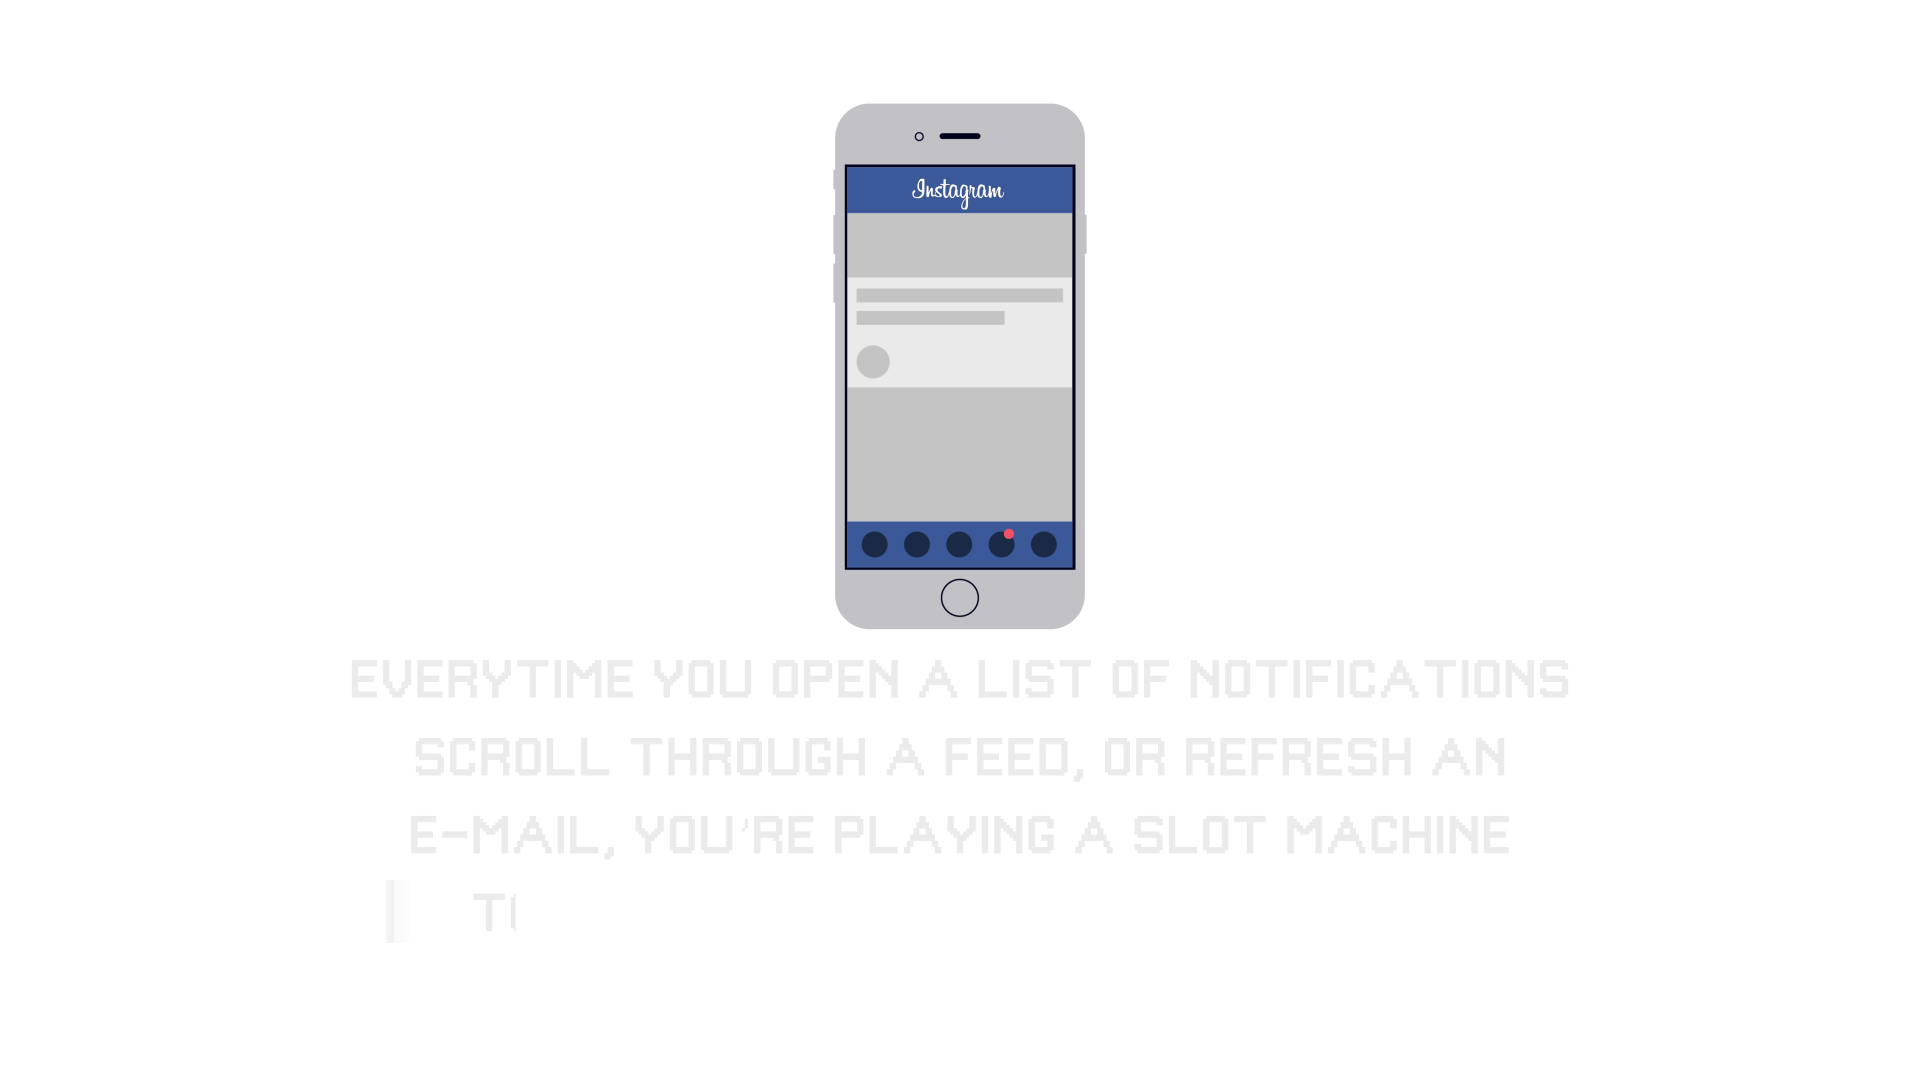 Instagram
EVERYTIME YOU OPEN A LIST OF NOTIFICATIONS
SCROLL THROUGH A FEED, OR REFRESH AN
E-MAIL, YOU'RE PLAYING A SLOT MACHINE